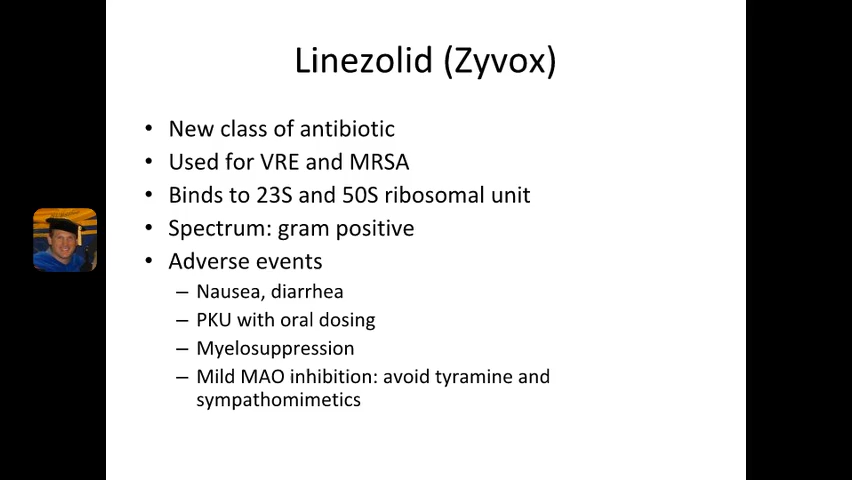 Linezolid (Zyvox)
• New class of antibiotic
• Used for VRE and MRSA
• Binds to 23S and 50S ribosomal unit
• Spectrum: gram positive
• Adverse events
– Nausea, diarrhea
– PKU with oral dosing
– Myelosuppression
– Mild MAO inhibition: avoid tyramine and
sympathomimetics